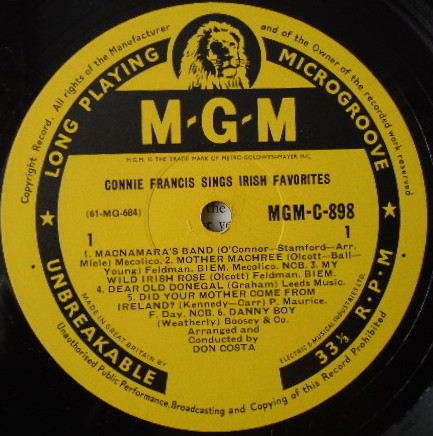 Copyright Record. All rights of the Manufacturer and of the Owner of the recorded work reserved
LONG PLAYING MICROGROOVE
M-G-M
M.G.M. IS THE TRADE MARK OF METRO-GOLDWYN-MAYER INC.
CONNIE FRANCIS SINGS IRISH FAVORITES
(61-MG-684)
MGM-C-898
1 1
1. MACNAMARA'S BAND (O'Connor—Stamford—Arr.
Miele) Mecolico. 2. MOTHER MACHREE (Olcott—Ball—
Young) Feldman, BIEM. Mecolico. NCB. 3. MY
WILD IRISH ROSE (Olcott) Feldman, BIEM.
4. DEAR OLD DONEGAL (Graham) Leeds Music.
5. DID YOUR MOTHER COME FROM
IRELAND? (Kennedy—Carr) P. Maurice.
F. Day. NCB. 6. DANNY BOY
(Weatherly) Boosey & Co.
Arranged and
Conducted by
DON COSTA
UNBREAKABLE 33⅓ R.P.M
MADE IN GREAT BRITAIN BY ELECTRIC & MUSICAL INDUSTRIES LTD.
Unauthorised Public Performance, Broadcasting and Copying of this Record Prohibited